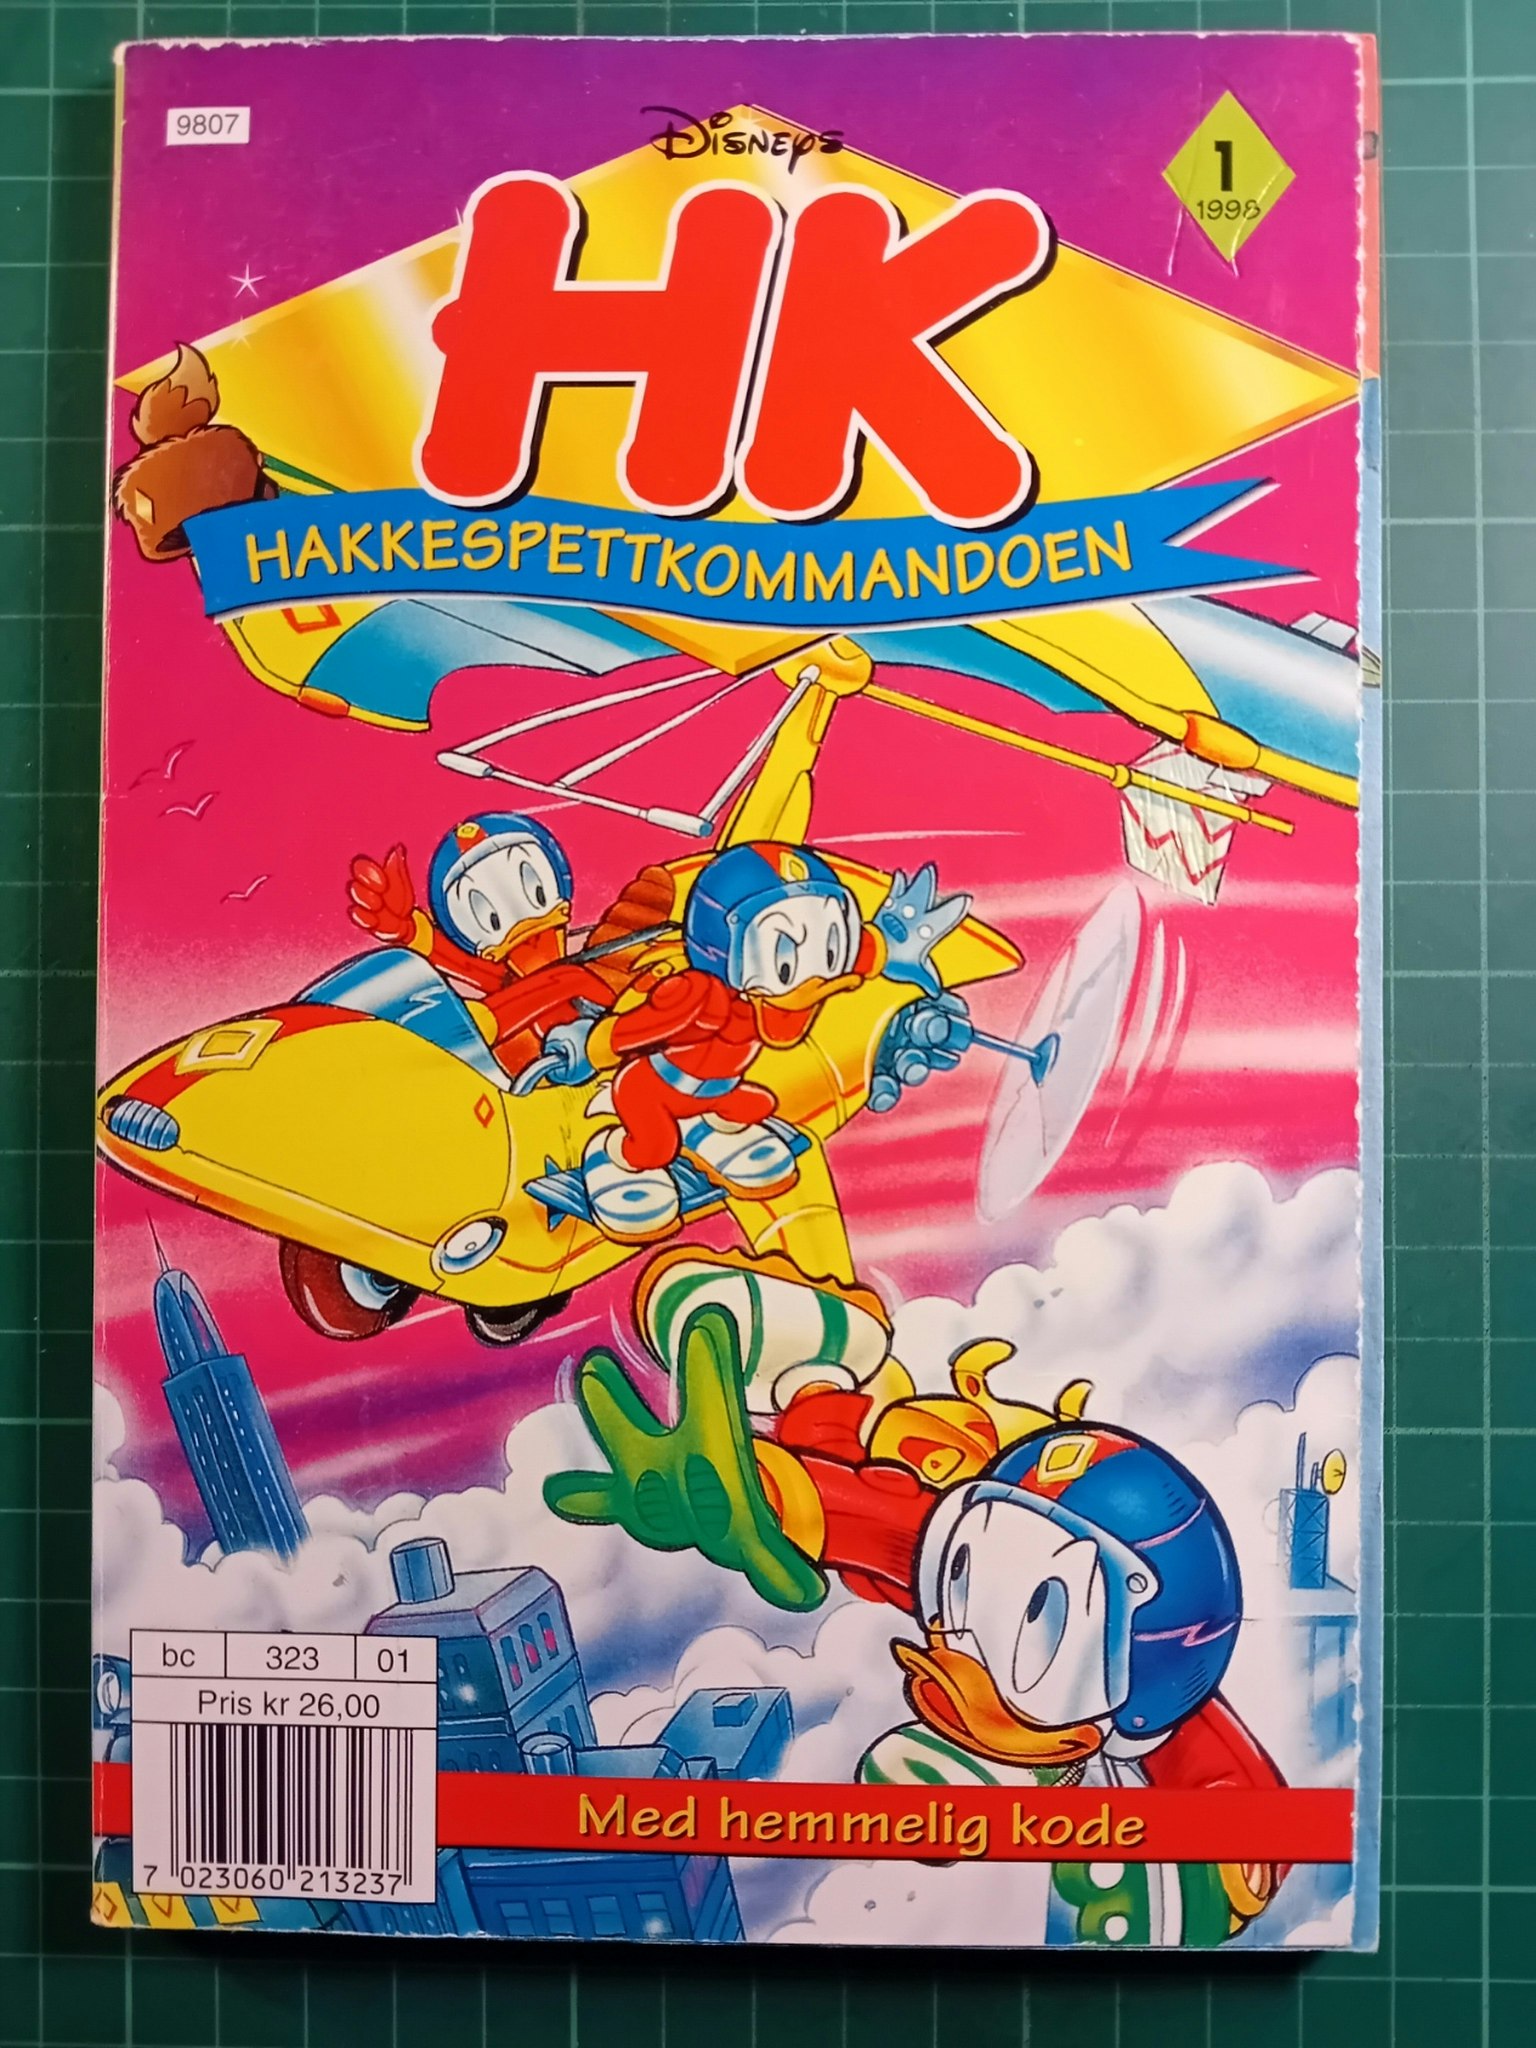 9807
DISNEYS
1
1998
HK
HAKKESPETTKOMMANDOEN
bc 323 01
Pris kr 26,00
Med hemmelig kode
7 023060 213237